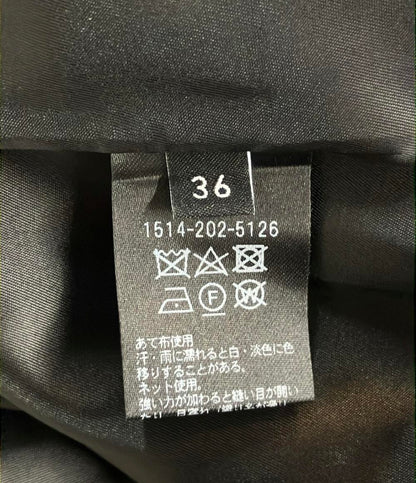 36
1514-202-5126
F
W
あて布使用
汗・雨に濡れると白・淡色に色
移りすることがある。
ネット使用。
強い力が加わると縫い目が開い
たり